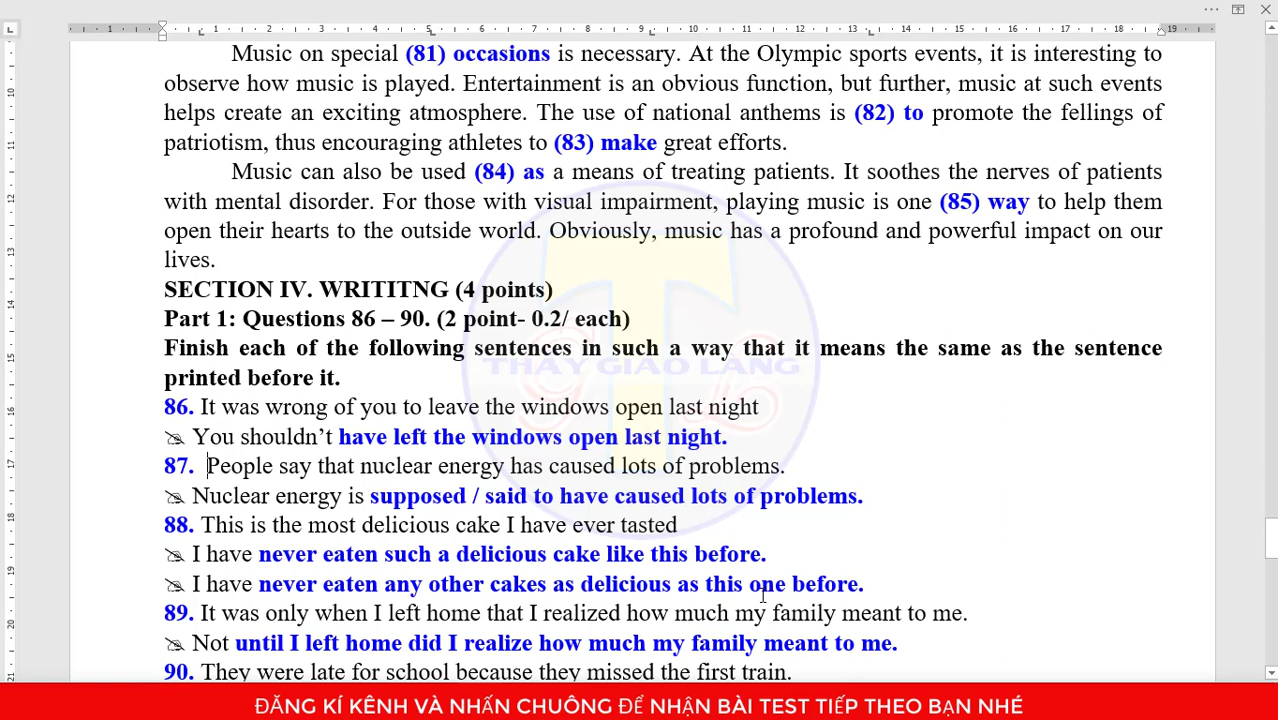 Music on special (81) occasions is necessary. At the Olympic sports events, it is interesting to
observe how music is played. Entertainment is an obvious function, but further, music at such events
helps create an exciting atmosphere. The use of national anthems is (82) to promote the fellings of
patriotism, thus encouraging athletes to (83) make great efforts.
Music can also be used (84) as a means of treating patients. It soothes the nerves of patients
with mental disorder. For those with visual impairment, playing music is one (85) way to help them
open their hearts to the outside world. Obviously, music has a profound and powerful impact on our
lives.
SECTION IV. WRITITNG (4 points)
Part 1: Questions 86 – 90. (2 point- 0.2/ each)
Finish each of the following sentences in such a way that it means the same as the sentence
THAY GIAO LANG
printed before it.
86. It was wrong of you to leave the windows open last night
You shouldn’t have left the windows open last night.
87. People say that nuclear energy has caused lots of problems.
Nuclear energy is supposed / said to have caused lots of problems.
88. This is the most delicious cake I have ever tasted
I have never eaten such a delicious cake like this before.
I have never eaten any other cakes as delicious as this one before.
89. It was only when I left home that I realized how much my family meant to me.
Not until I left home did I realize how much my family meant to me.
90. They were late for school because they missed the first train.
ĐĂNG KÍ KÊNH VÀ NHẤN CHUÔNG ĐỂ NHẬN BÀI TEST TIẾP THEO BẠN NHÉ